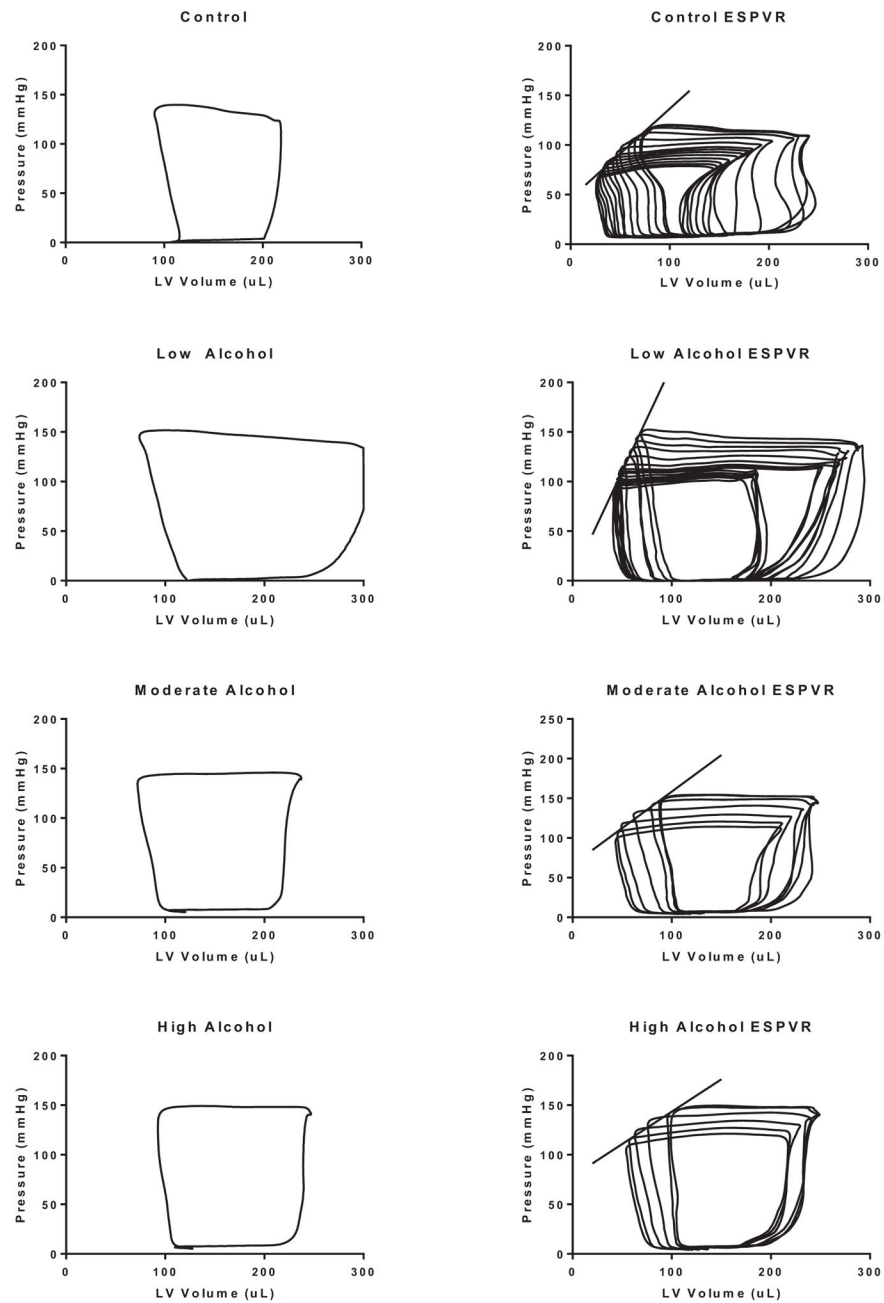 Control
200
150
100
50
0
Pressure (mmHg)
0 100 200 300
LV Volume (uL)
Control ESPVR
200
150
100
50
0
Pressure (mmHg)
0 100 200 300
LV Volume (uL)
Low Alcohol
200
150
100
50
0
Pressure (mmHg)
0 100 200 300
LV Volume (uL)
Low Alcohol ESPVR
200
150
100
50
0
Pressure (mmHg)
0 100 200 300
LV Volume (uL)
Moderate Alcohol
200
150
100
50
0
Pressure (mmHg)
0 100 200 300
LV Volume (uL)
Moderate Alcohol ESPVR
250
200
150
100
50
0
Pressure (mmHg)
0 100 200 300
LV Volume (uL)
High Alcohol
200
150
100
50
0
Pressure (mmHg)
0 100 200 300
LV Volume (uL)
High Alcohol ESPVR
200
150
100
50
0
Pressure (mmHg)
0 100 200 300
LV Volume (uL)